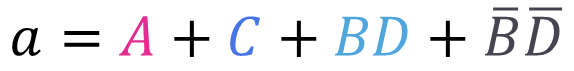 a = A + C + BD + B̅D̅